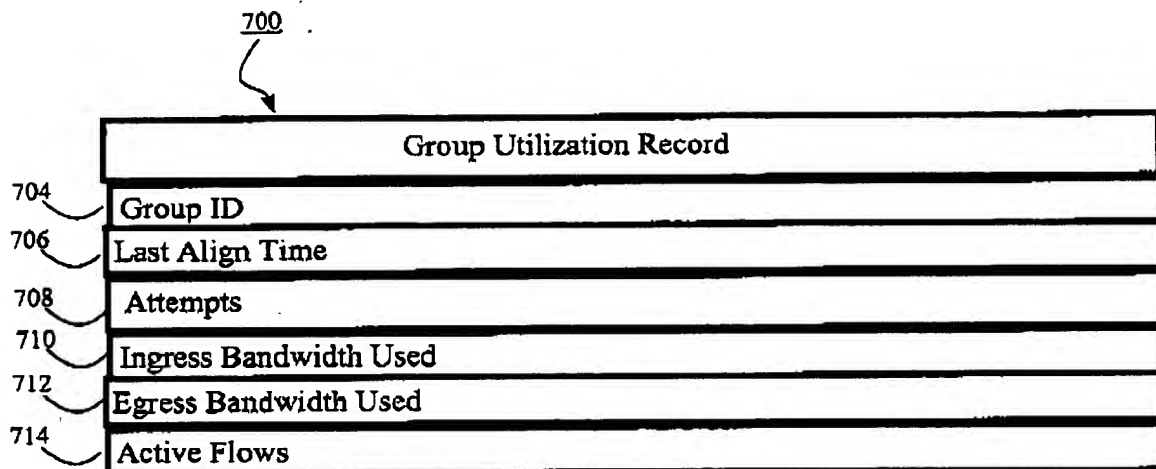 700
Group Utilization Record
704 Group ID
706 Last Align Time
708 Attempts
710 Ingress Bandwidth Used
712 Egress Bandwidth Used
714 Active Flows